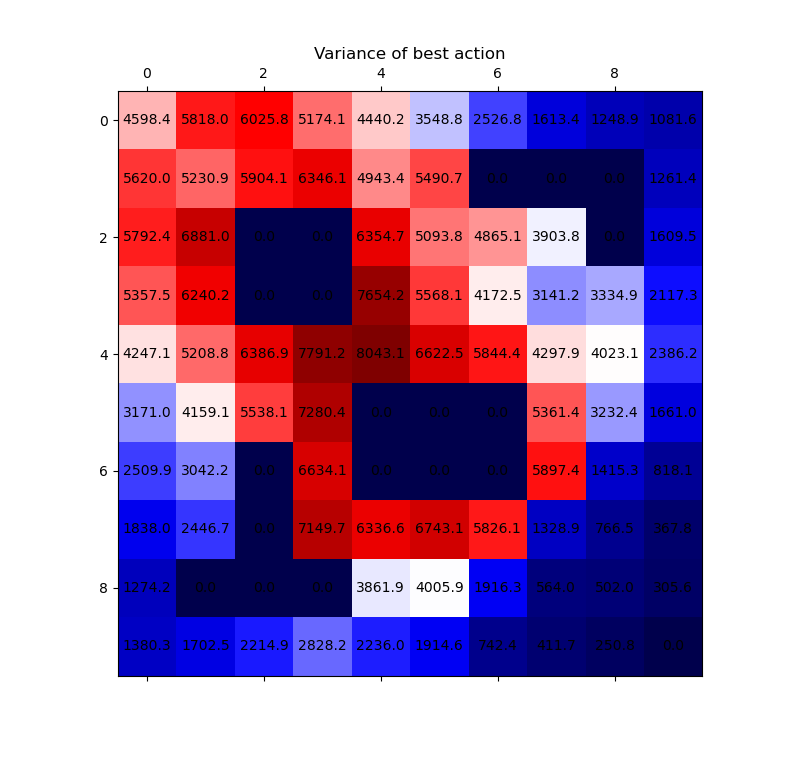 Variance of best action
0 2 4 6 8
0 4598.4 5818.0 6025.8 5174.1 4440.2 3548.8 2526.8 1613.4 1248.9 1081.6
5620.0 5230.9 5904.1 6346.1 4943.4 5490.7 0.0 0.0 0.0 1261.4
2 5792.4 6881.0 0.0 0.0 6354.7 5093.8 4865.1 3903.8 0.0 1609.5
5357.5 6240.2 0.0 0.0 7654.2 5568.1 4172.5 3141.2 3334.9 2117.3
4 4247.1 5208.8 6386.9 7791.2 8043.1 6622.5 5844.4 4297.9 4023.1 2386.2
3171.0 4159.1 5538.1 7280.4 0.0 0.0 0.0 5361.4 3232.4 1661.0
6 2509.9 3042.2 0.0 6634.1 0.0 0.0 0.0 5897.4 1415.3 818.1
1838.0 2446.7 0.0 7149.7 6336.6 6743.1 5826.1 1328.9 766.5 367.8
8 1274.2 0.0 0.0 0.0 3861.9 4005.9 1916.3 564.0 502.0 305.6
1380.3 1702.5 2214.9 2828.2 2236.0 1914.6 742.4 411.7 250.8 0.0